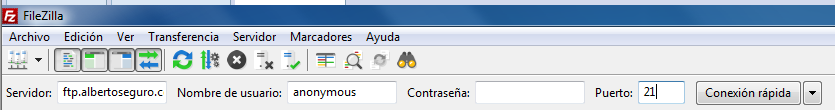 Fz FileZilla
Archivo Edición Ver Transferencia Servidor Marcadores Ayuda
Servidor: ftp.albertoseguro.c Nombre de usuario: anonymous Contraseña: Puerto: 21 Conexión rápida